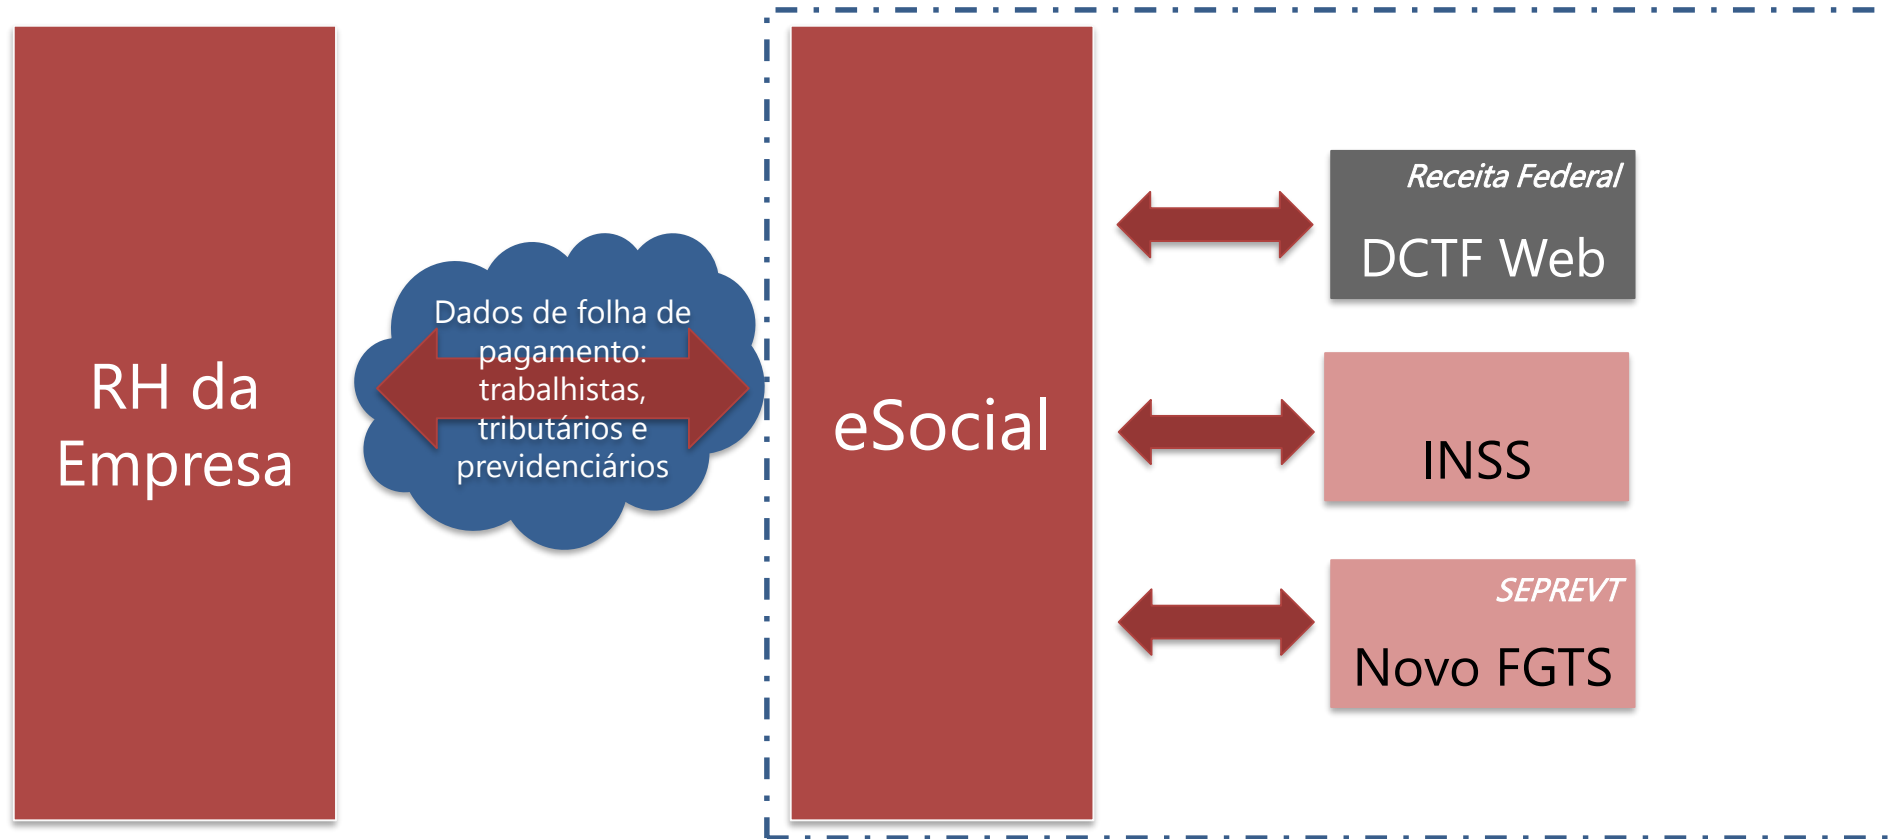 RH da
Empresa
Dados de folha de
pagamento:
trabalhistas,
tributários e
previdenciários
eSocial
Receita Federal
DCTF Web
INSS
SEPREVT
Novo FGTS